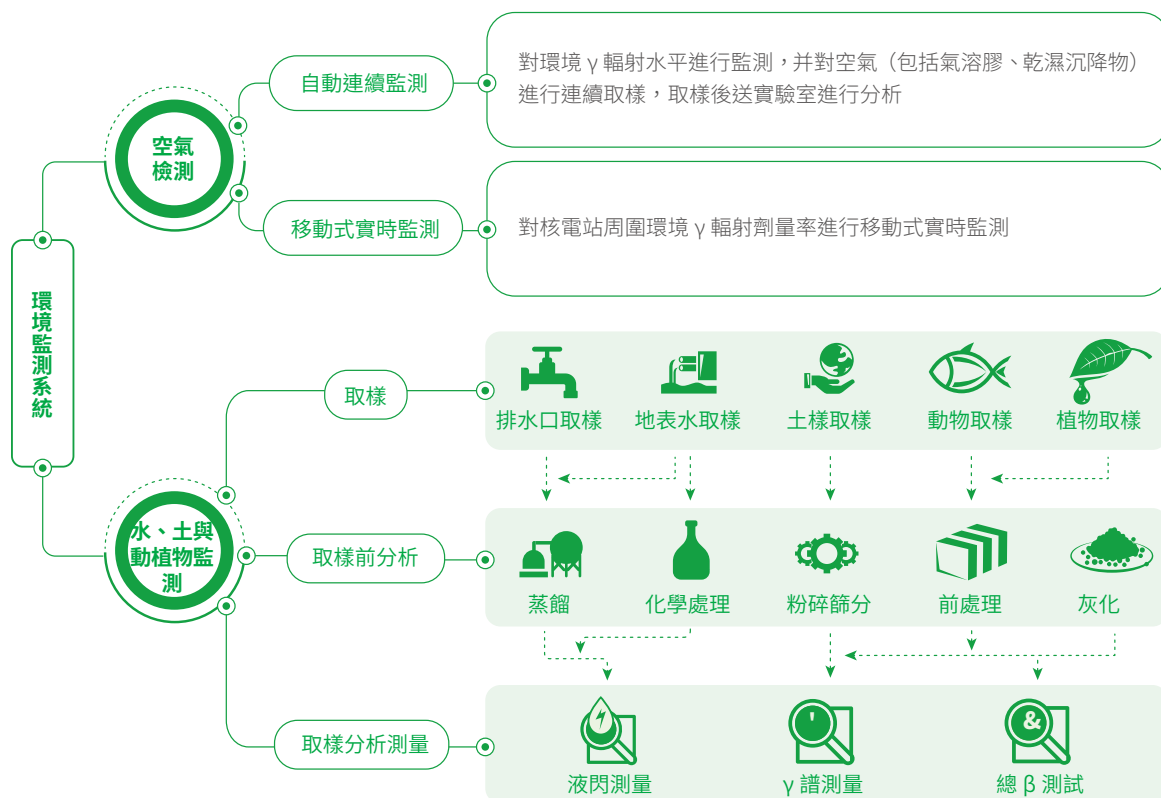 環境監測系統
空氣
檢測
自動連續監測
對環境 γ 輻射水平進行監測，并對空氣（包括氣溶膠、乾濕沉降物）
進行連續取樣，取樣後送實驗室進行分析
移動式實時監測
對核電站周圍環境 γ 輻射劑量率進行移動式實時監測
水、土與
動植物監
測
取樣
排水口取樣
地表水取樣
土樣取樣
動物取樣
植物取樣
取樣前分析
蒸餾
化學處理
粉碎篩分
前處理
灰化
取樣分析測量
'
&
液閃測量
γ 譜測量
總 β 測試